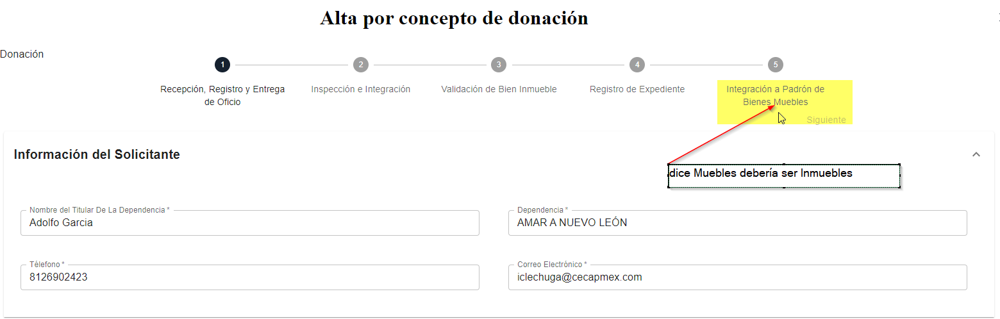 Alta por concepto de donación
Donación
1
2
3
4
5
Recepción, Registro y Entrega
de Oficio
Inspección e Integración
Validación de Bien Inmueble
Registro de Expediente
Integración a Padrón de
Bienes Muebles
Siguiente
Información del Solicitante
dice Muebles debería ser Inmuebles
Nombre del Titular De La Dependencia *
Adolfo Garcia
Dependencia *
AMAR A NUEVO LEÓN
Télefono *
8126902423
Correo Electrónico *
iclechuga@cecapmex.com